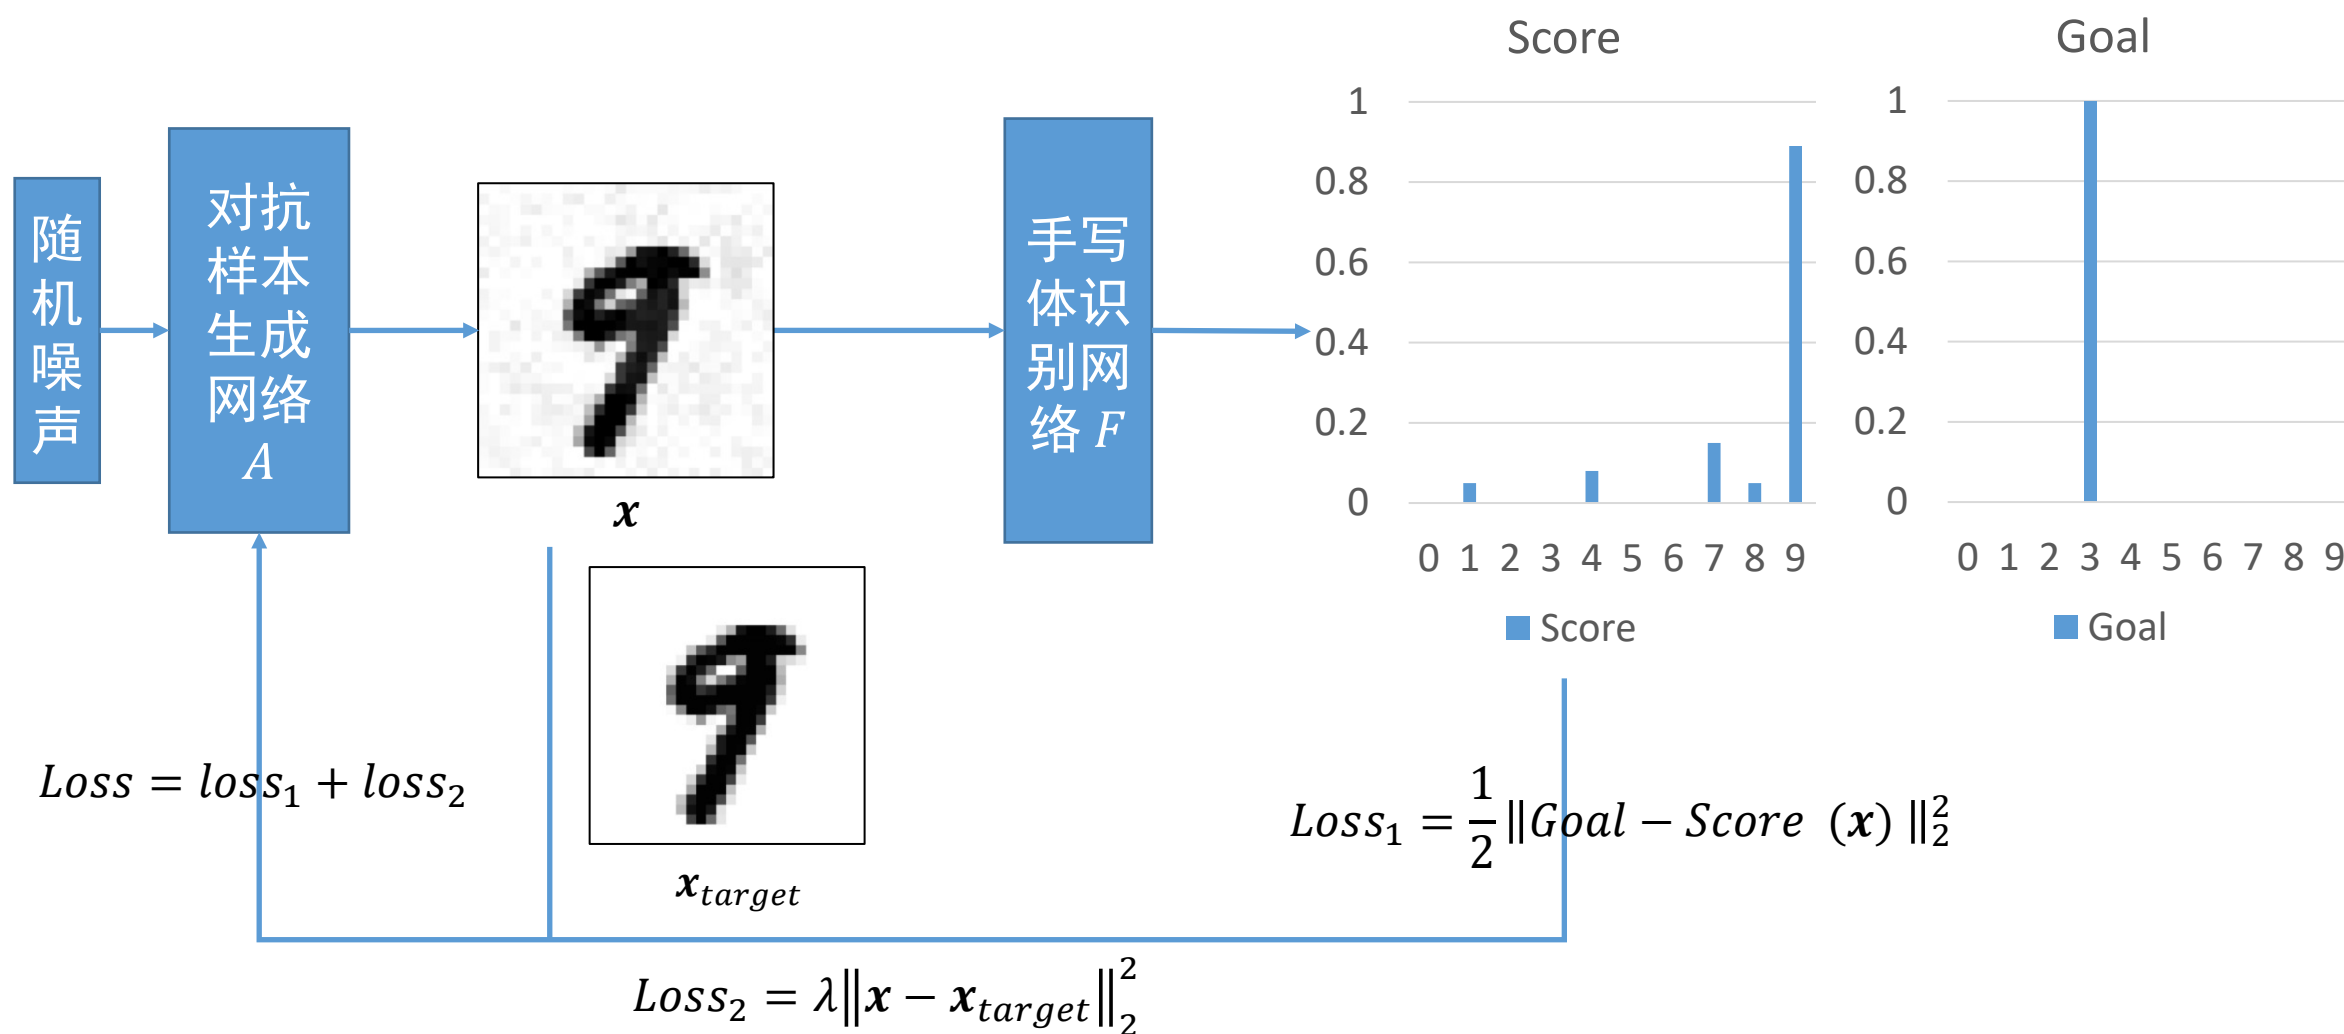 随
机
噪
声
对抗
样本
生成
网络
A
x
手写
体识
别网
络 F
Score
1
0.8
0.6
0.4
0.2
0
0 1 2 3 4 5 6 7 8 9
Score
Goal
1
0.8
0.6
0.4
0.2
0
0 1 2 3 4 5 6 7 8 9
Goal
x_target
Loss = loss₁ + loss₂
Loss₁ = 1/2 ‖Goal − Score (x) ‖₂²
Loss₂ = λ‖x − x_target‖₂²